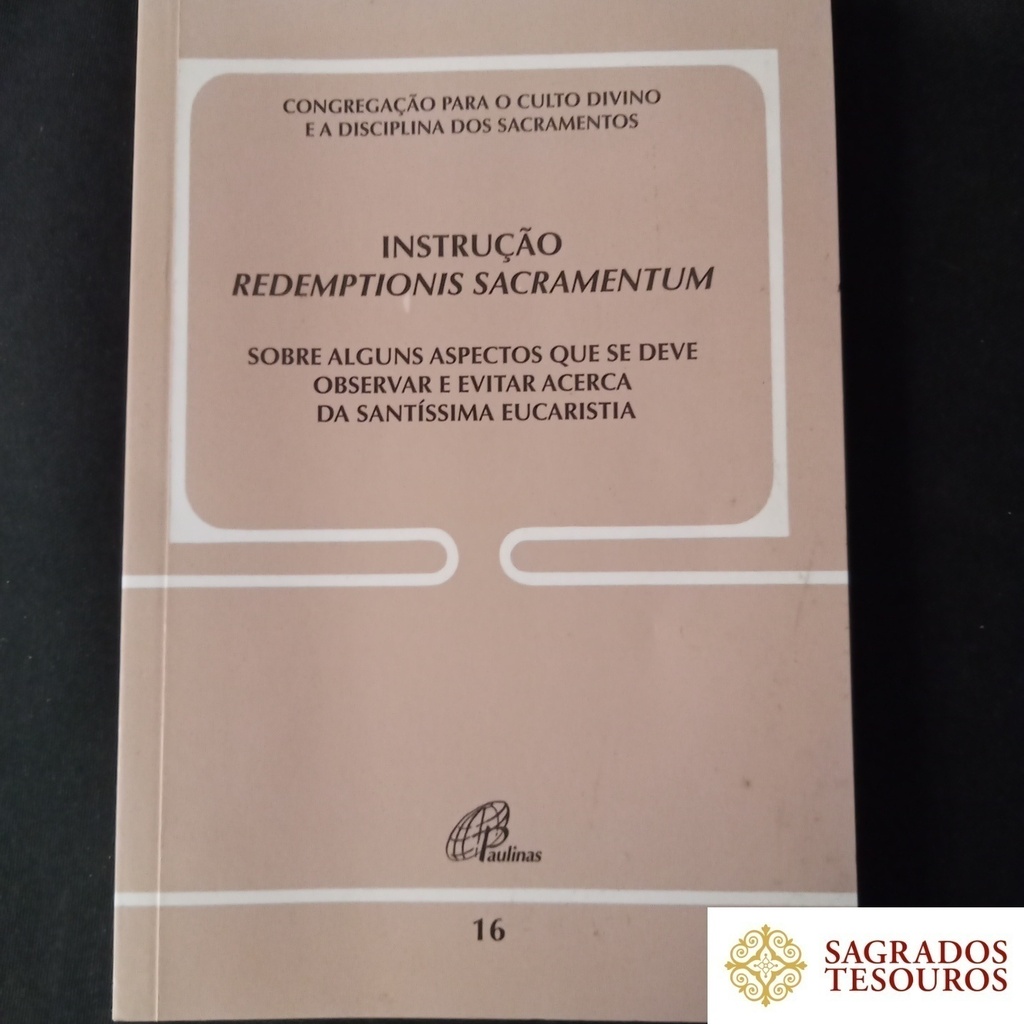 CONGREGAÇÃO PARA O CULTO DIVINO
E A DISCIPLINA DOS SACRAMENTOS
INSTRUÇÃO
REDEMPTIONIS SACRAMENTUM
SOBRE ALGUNS ASPECTOS QUE SE DEVE
OBSERVAR E EVITAR ACERCA
DA SANTÍSSIMA EUCARISTIA
Paulinas
16
SAGRADOS
TESOUROS